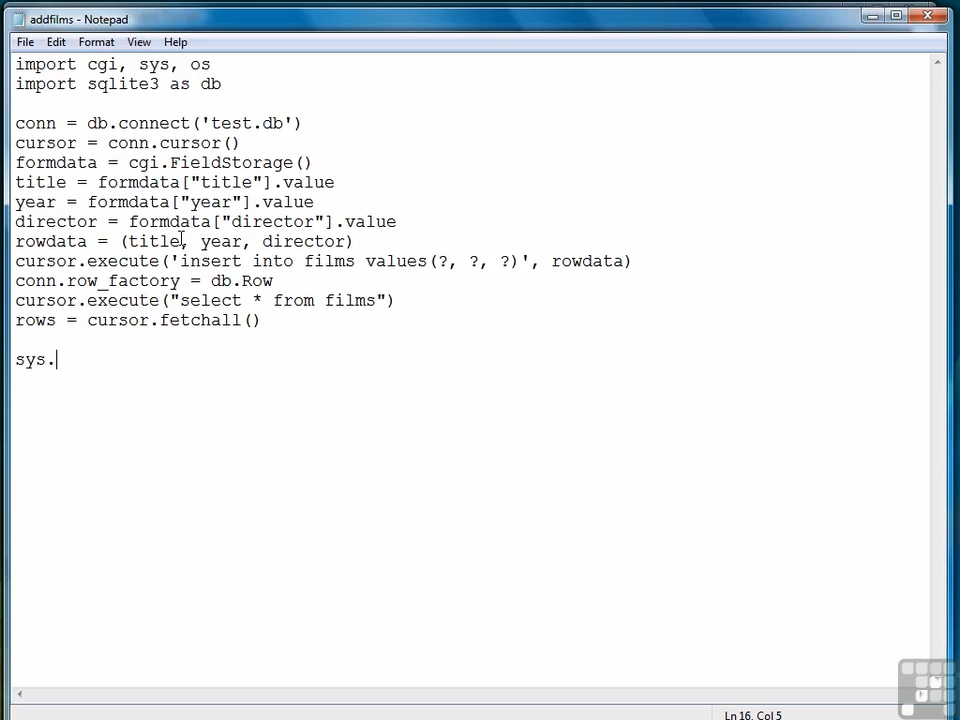 addfilms - Notepad
File Edit Format View Help
import cgi, sys, os
import sqlite3 as db
conn = db.connect('test.db')
cursor = conn.cursor()
formdata = cgi.FieldStorage()
title = formdata["title"].value
year = formdata["year"].value
director = formdata["director"].value
rowdata = (title, year, director)
cursor.execute('insert into films values(?, ?, ?)', rowdata)
conn.row_factory = db.Row
cursor.execute("select * from films")
rows = cursor.fetchall()
sys.
Ln 16, Col 5